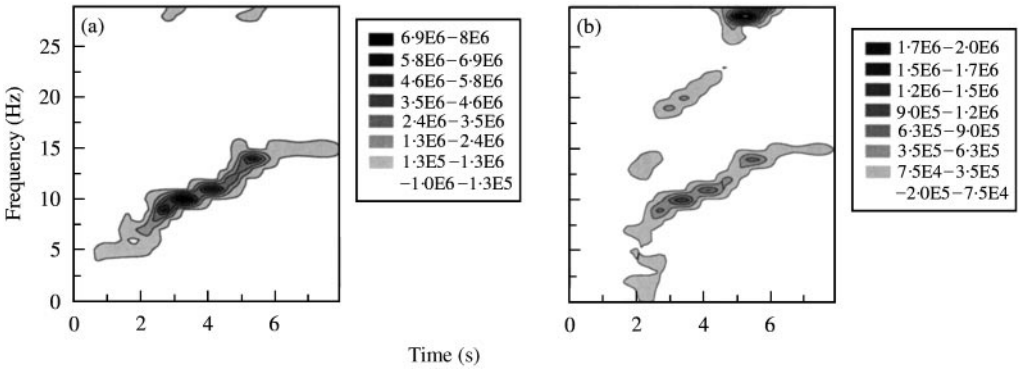 (a)
25
20
15
10
5
0
Frequency (Hz)
0 2 4 6
6·9E6–8E6
5·8E6–6·9E6
4·6E6–5·8E6
3·5E6–4·6E6
2·4E6–3·5E6
1·3E6–2·4E6
1·3E5–1·3E6
–1·0E6–1·3E5
(b)
0 2 4 6
1·7E6–2·0E6
1·5E6–1·7E6
1·2E6–1·5E6
9·0E5–1·2E6
6·3E5–9·0E5
3·5E5–6·3E5
7·5E4–3·5E5
–2·0E5–7·5E4
Time (s)